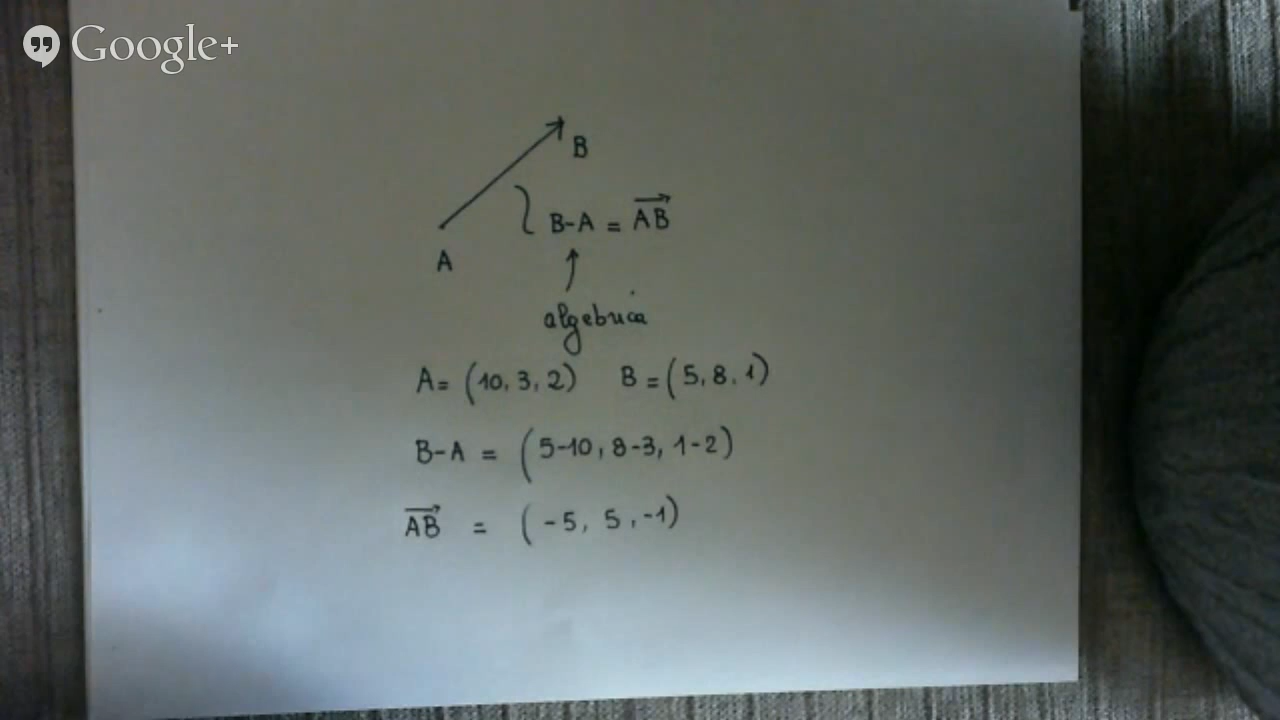 Google+
B
B-A = AB
A
algebrica
A= (10, 3, 2) B = (5, 8, 1)
B-A = (5-10, 8-3, 1-2)
AB = (-5, 5, -1)